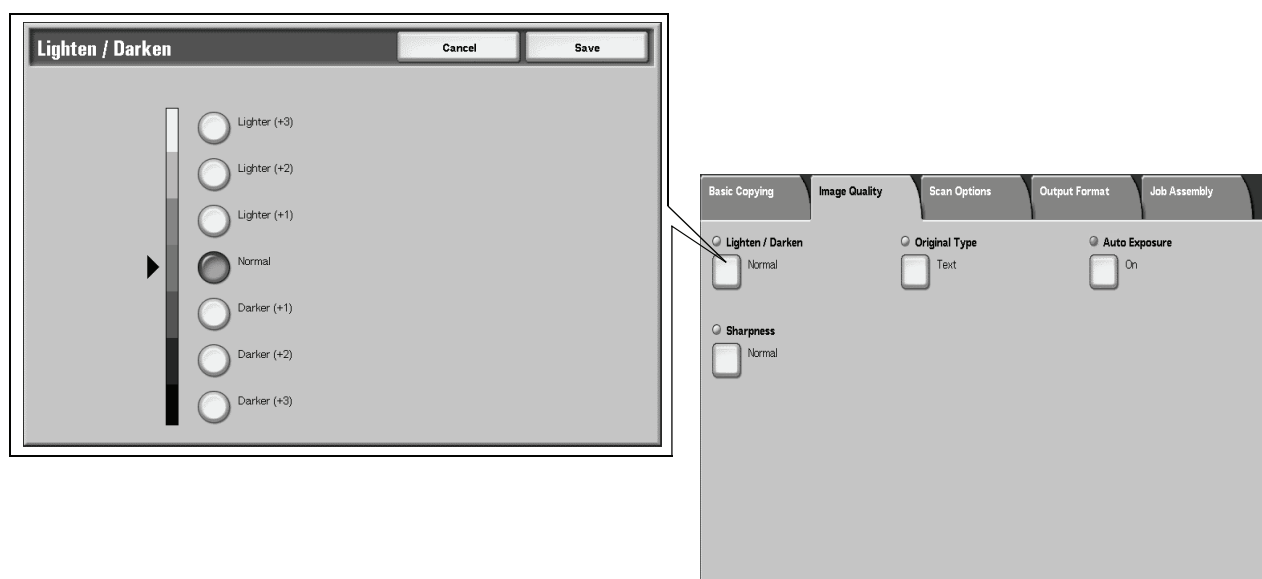 Lighten / Darken
Cancel
Save
Lighter (+3)
Lighter (+2)
Lighter (+1)
Normal
Darker (+1)
Darker (+2)
Darker (+3)
Basic Copying
Image Quality
Scan Options
Output Format
Job Assembly
Lighten / Darken
Normal
Original Type
Text
Auto Exposure
On
Sharpness
Normal